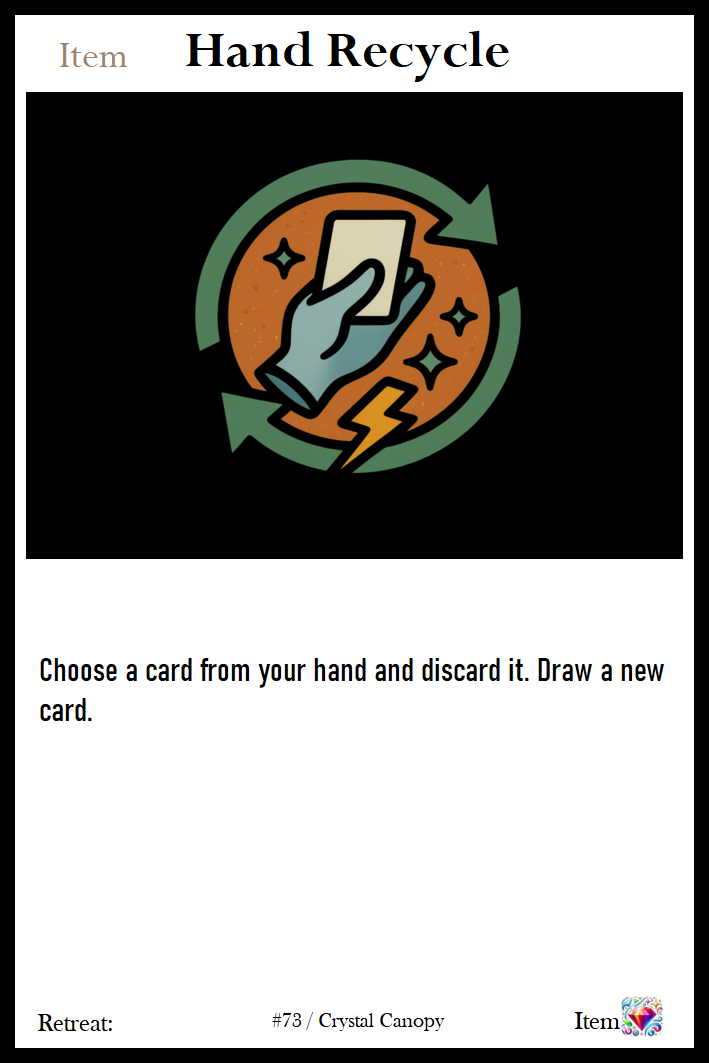 Item
Hand Recycle
Choose a card from your hand and discard it. Draw a new
card.
Retreat:
#73 / Crystal Canopy
Item